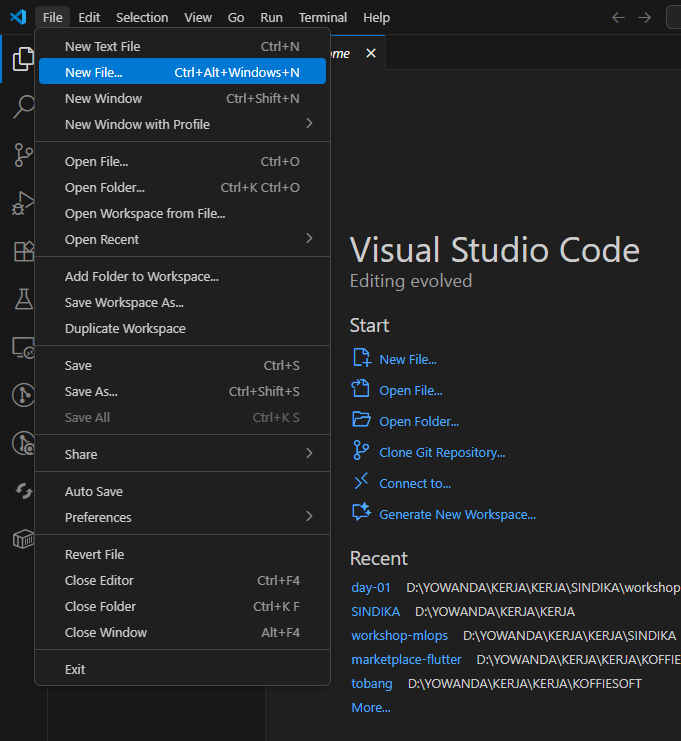 File Edit Selection View Go Run Terminal Help
New Text File Ctrl+N
New File... Ctrl+Alt+Windows+N
New Window Ctrl+Shift+N
New Window with Profile
Open File... Ctrl+O
Open Folder... Ctrl+K Ctrl+O
Open Workspace from File...
Open Recent
Add Folder to Workspace...
Save Workspace As...
Duplicate Workspace
Save Ctrl+S
Save As... Ctrl+Shift+S
Save All Ctrl+K S
Share
Auto Save
Preferences
Revert File
Close Editor Ctrl+F4
Close Folder Ctrl+K F
Close Window Alt+F4
Exit
ome
Visual Studio Code
Editing evolved
Start
New File...
Open File...
Open Folder...
Clone Git Repository...
Connect to...
Generate New Workspace...
Recent
day-01 D:\YOWANDA\KERJA\KERJA\SINDIKA\workshop
SINDIKA D:\YOWANDA\KERJA\KERJA
workshop-mlops D:\YOWANDA\KERJA\KERJA\SINDIKA
marketplace-flutter D:\YOWANDA\KERJA\KERJA\KOFFIE
tobang D:\YOWANDA\KERJA\KERJA\KOFFIESOFT
More...